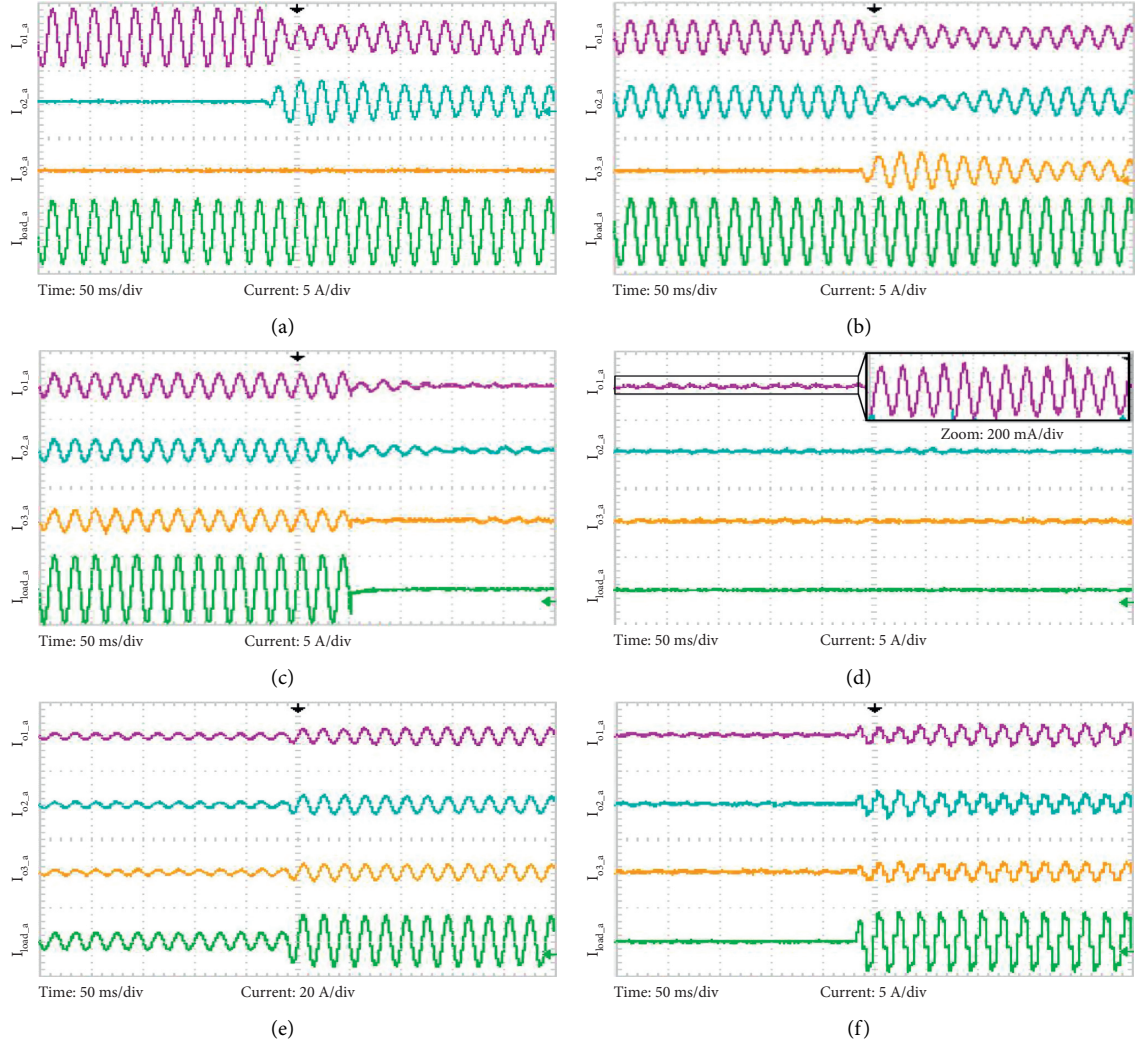 I_o1_a
I_o2_a
I_o3_a
I_load_a
Time: 50 ms/div Current: 5 A/div
(a)
I_o1_a
I_o2_a
I_o3_a
I_load_a
Time: 50 ms/div Current: 5 A/div
(b)
I_o1_a
I_o2_a
I_o3_a
I_load_a
Time: 50 ms/div Current: 5 A/div
(c)
I_o1_a
Zoom: 200 mA/div
I_o2_a
I_o3_a
I_load_a
Time: 50 ms/div Current: 5 A/div
(d)
I_o1_a
I_o2_a
I_o3_a
I_load_a
Time: 50 ms/div Current: 20 A/div
(e)
I_o1_a
I_o2_a
I_o3_a
I_load_a
Time: 50 ms/div Current: 5 A/div
(f)